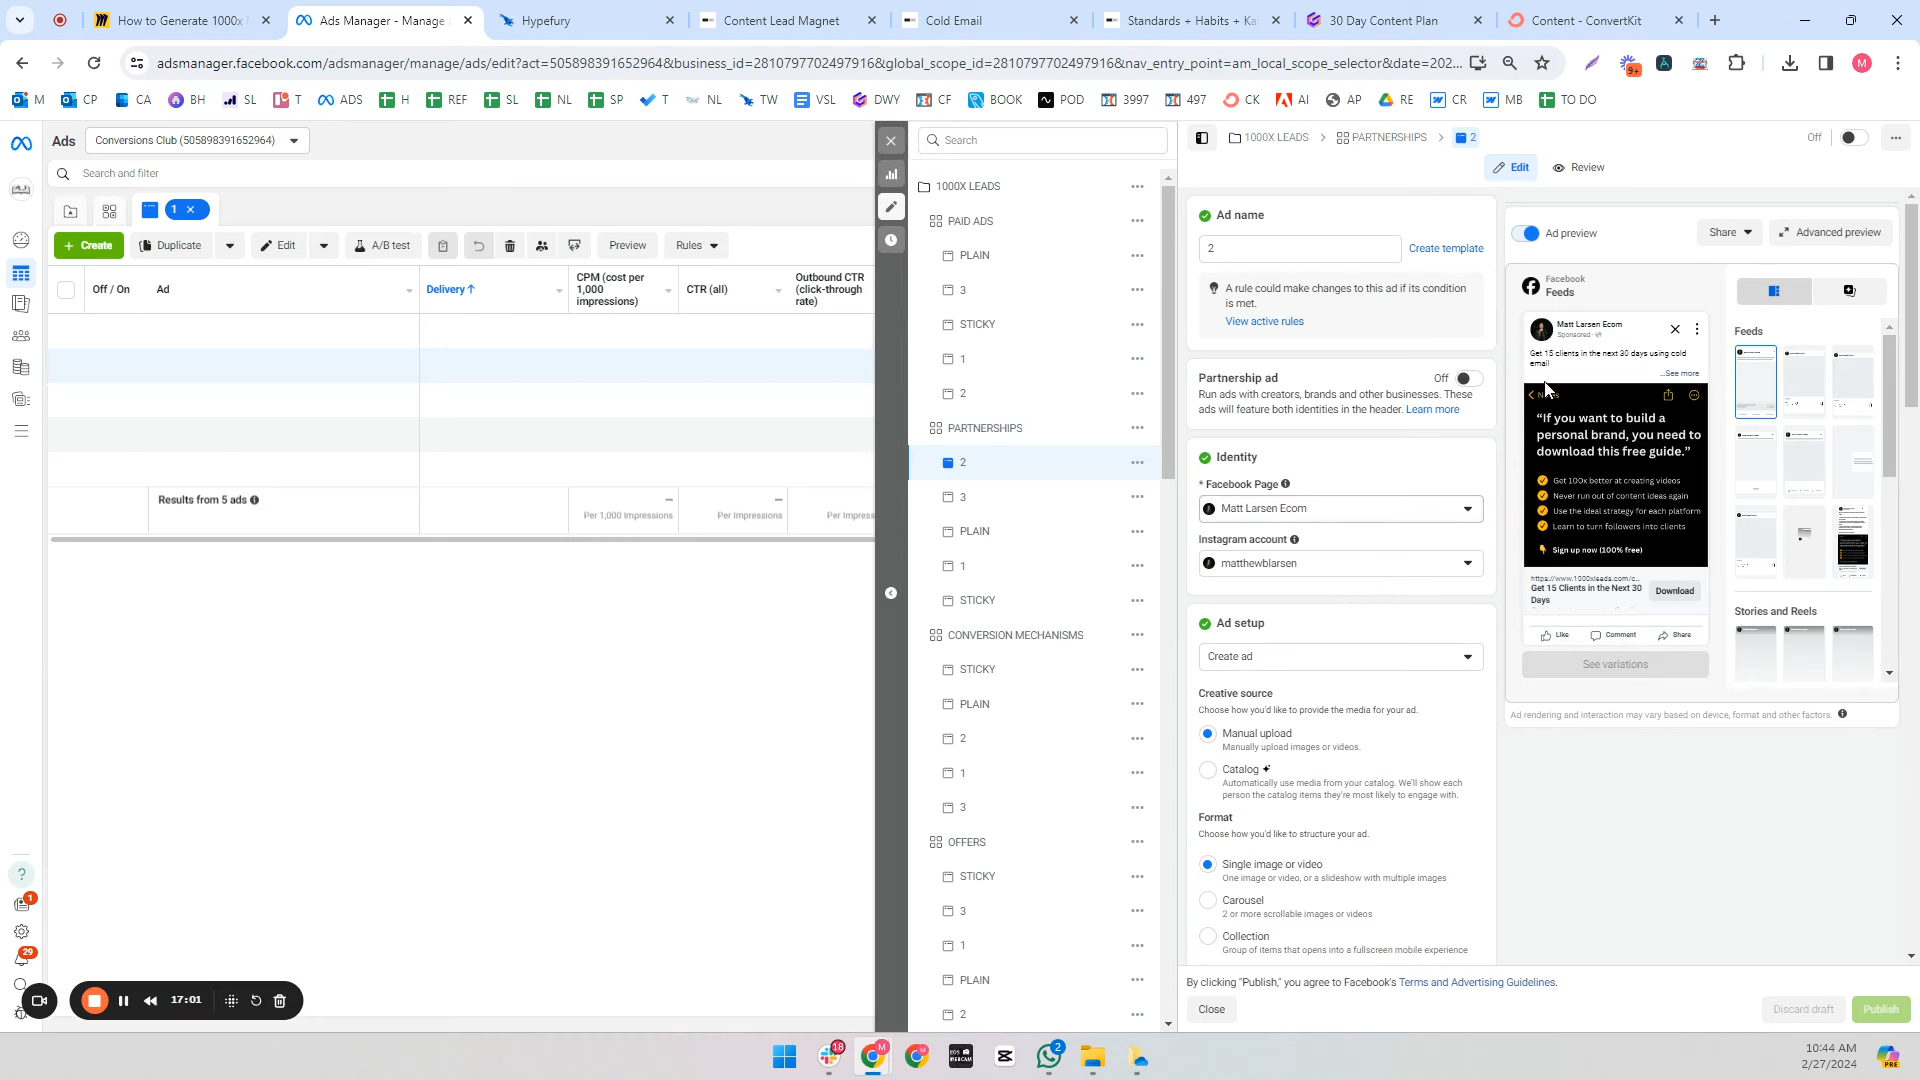 How to Generate 1000x
Ads Manager - Manage
Hypefury
Content Lead Magnet
Cold Email
Standards + Habits + Ka
30 Day Content Plan
Content - ConvertKit
adsmanager.facebook.com/adsmanager/manage/ads/edit?act=505898391652964&business_id=2810797702497916&global_scope_id=2810797702497916&nav_entry_point=am_local_scope_selector&date=202...
9+
M
M CP CA BH SL T ADS H REF SL NL SP T NL TW VSL DWY CF BOOK POD 3997 497 CK AI AP RE CR MB TO DO
Ads
Conversions Club (505898391652964)
Search and filter
1
Create
Duplicate
Edit
A/B test
Preview
Rules
Off / On
Ad
Delivery ↑
CPM (cost per
1,000
impressions)
CTR (all)
Outbound CTR
(click-through
rate)
Results from 5 ads
—
Per 1,000 Impressions
—
Per Impressions
Per Impress
?
1
29
17:01
Search
1000X LEADS
PAID ADS
PLAIN
3
STICKY
1
2
PARTNERSHIPS
2
3
PLAIN
1
STICKY
CONVERSION MECHANISMS
STICKY
PLAIN
2
1
3
OFFERS
STICKY
3
1
PLAIN
2
1000X LEADS
PARTNERSHIPS
2
Off
Edit
Review
Ad name
2
Create template
A rule could make changes to this ad if its condition
is met.
View active rules
Partnership ad
Off
Run ads with creators, brands and other businesses. These
ads will feature both identities in the header. Learn more
Identity
* Facebook Page
Matt Larsen Ecom
Instagram account
matthewblarsen
Ad setup
Create ad
Creative source
Choose how you'd like to provide the media for your ad.
Manual upload
Manually upload images or videos.
Catalog
Automatically use media from your catalog. We'll show each
person the catalog items they're most likely to engage with.
Format
Choose how you'd like to structure your ad.
Single image or video
One image or video, or a slideshow with multiple images
Carousel
2 or more scrollable images or videos
Collection
Group of items that opens into a fullscreen mobile experience
By clicking "Publish," you agree to Facebook's Terms and Advertising Guidelines.
Close
Discard draft
Publish
Ad preview
Share
Advanced preview
Facebook
Feeds
Matt Larsen Ecom
Sponsored ·
Get 15 clients in the next 30 days using cold
email
...See more
“If you want to build a
personal brand, you need to
download this free guide.”
Get 100x better at creating videos
Never run out of content ideas again
Use the ideal strategy for each platform
Learn to turn followers into clients
Sign up now (100% free)
https://www.1000xleads.com/c...
Get 15 Clients in the Next 30
Days
Download
Like
Comment
Share
See variations
Feeds
Stories and Reels
Ad rendering and interaction may vary based on device, format and other factors.
18
M
2
10:44 AM
2/27/2024
PRE